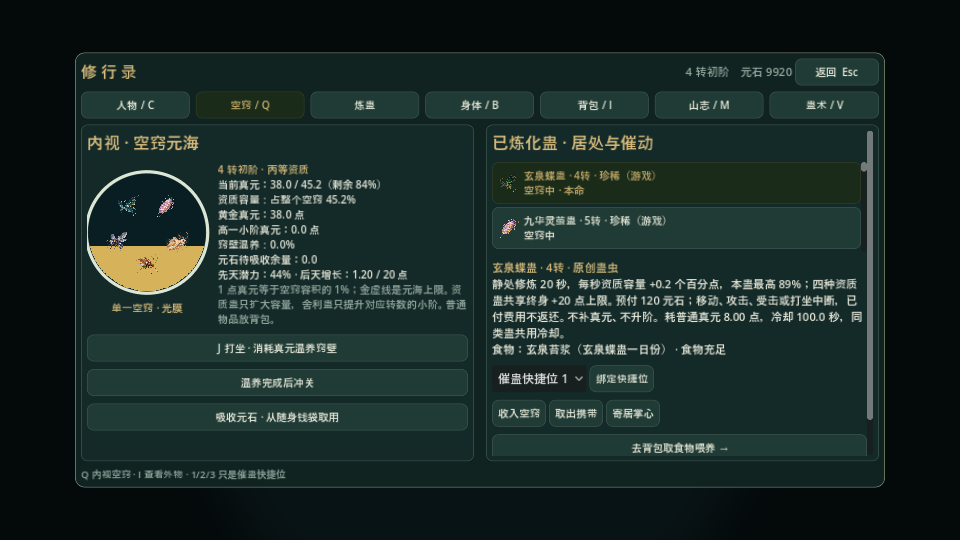 修行录
4 转初阶 元石 9920
返回 Esc
人物 / C
空窍 / Q
炼蛊
身体 / B
背包 / I
山志 / M
蛊术 / V
内视 · 空窍元海
4 转初阶 · 丙等资质
当前真元：38.0 / 45.2（剩余 84%）
资质容量：占整个空窍 45.2%
黄金真元：38.0 点
高一小阶真元：0.0 点
窍壁温养：0.0%
元石待吸收余量：0.0
先天潜力：44% · 后天增长：1.20 / 20 点
1 点真元等于空窍容积的 1%；金虚线是元海上限。资
质蛊只扩大容量，舍利蛊只提升对应转数的小阶。普通
物品放背包。
单一空窍 · 光膜
J 打坐 · 消耗真元温养窍壁
温养完成后冲关
吸收元石 · 从随身钱袋取用
已炼化蛊 · 居处与催动
玄泉蝶蛊 · 4转 · 珍稀（游戏）
空窍中 · 本命
九华灵茧蛊 · 5转 · 珍稀（游戏）
空窍中
玄泉蝶蛊 · 4转 · 原创蛊虫
静处修炼 20 秒，每秒资质容量 +0.2 个百分点，本蛊最高 89%；四种资质
蛊共享终身 +20 点上限。预付 120 元石；移动、攻击、受击或打坐中断，已
付费用不返还。不补真元、不升阶。耗普通真元 8.00 点，冷却 100.0 秒，同
类蛊共用冷却。
食物：玄泉苔浆（玄泉蝶蛊一日份） · 食物充足
催蛊快捷位 1
绑定快捷位
收入空窍
取出携带
寄居掌心
去背包取食物喂养 →
Q 内视空窍 · I 查看外物 · 1/2/3 只是催蛊快捷位